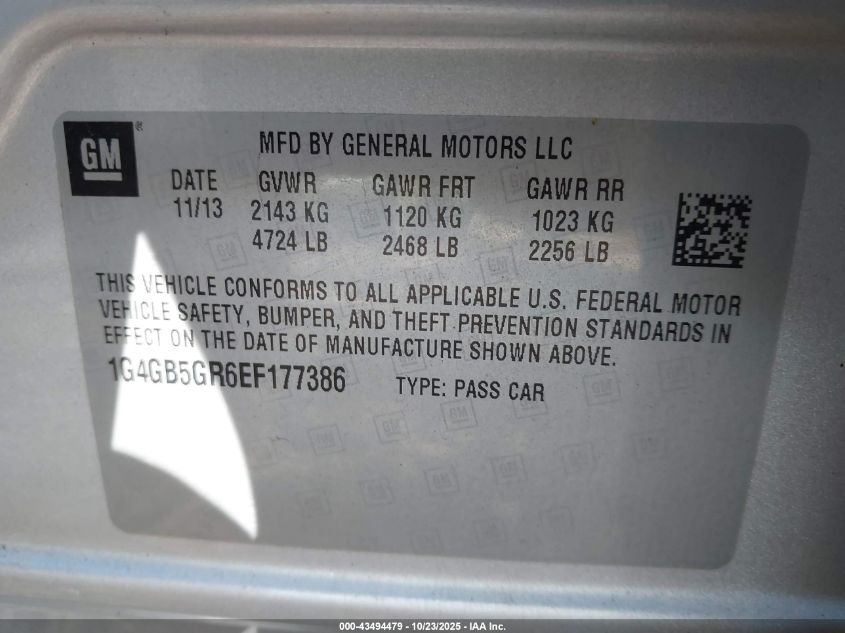 GM
®
MFD BY GENERAL MOTORS LLC
DATE GVWR GAWR FRT GAWR RR
11/13 2143 KG 1120 KG 1023 KG
4724 LB 2468 LB 2256 LB
THIS VEHICLE CONFORMS TO ALL APPLICABLE U.S. FEDERAL MOTOR
VEHICLE SAFETY, BUMPER, AND THEFT PREVENTION STANDARDS IN
EFFECT ON THE DATE OF MANUFACTURE SHOWN ABOVE.
1G4GB5GR6EF177386 TYPE: PASS CAR
000-43494479 - 10/23/2025 - IAA Inc.